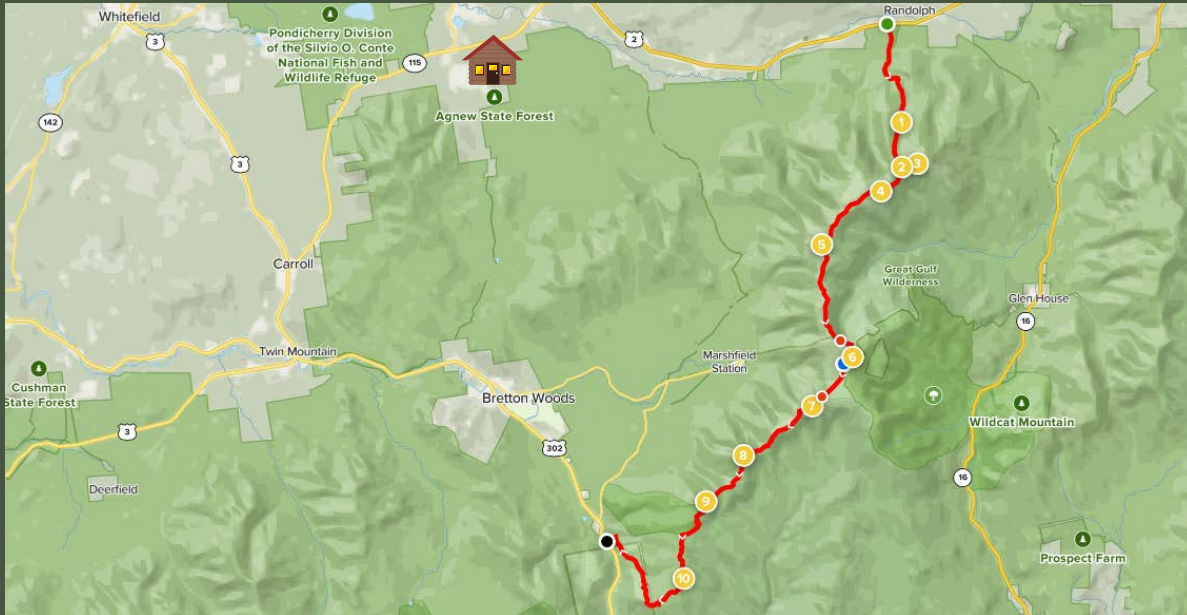 Whitefield
3
Pondicherry Division
of the Silvio O. Conte
National Fish and
Wildlife Refuge
115
2
Randolph
16
Agnew State Forest
142
3
1
2
3
4
5
Carroll
Great Gulf
Wilderness
Glen House
16
Twin Mountain
Marshfield
Station
6
Cushman
State Forest
Bretton Woods
7
Wildcat Mountain
3
302
8
16
Deerfield
9
10
Prospect Farm